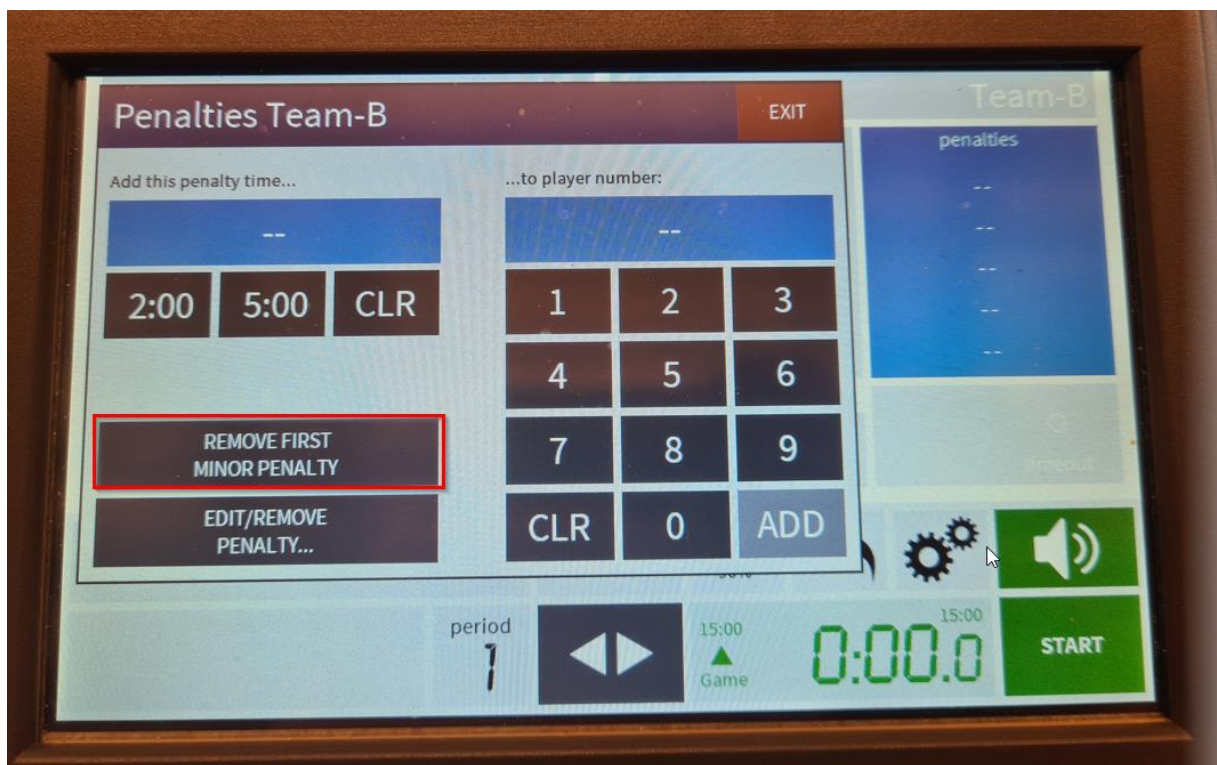 Penalties Team-B
EXIT
Team-B
penalties
Add this penalty time...
...to player number:
--
--
--
--
--
--
--
2:00 5:00 CLR
1 2 3
4 5 6
7 8 9
CLR 0 ADD
REMOVE FIRST
MINOR PENALTY
EDIT/REMOVE
PENALTY...
timeout
period
1
15:00
Game
0:00.0
15:00
START